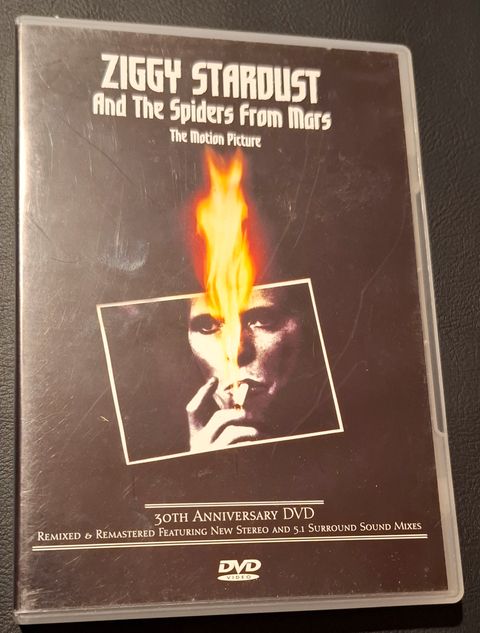 ZIGGY STARDUST
And The Spiders From Mars
The Motion Picture
30TH ANNIVERSARY DVD
REMIXED & REMASTERED FEATURING NEW STEREO AND 5.1 SURROUND SOUND MIXES
DVD
VIDEO